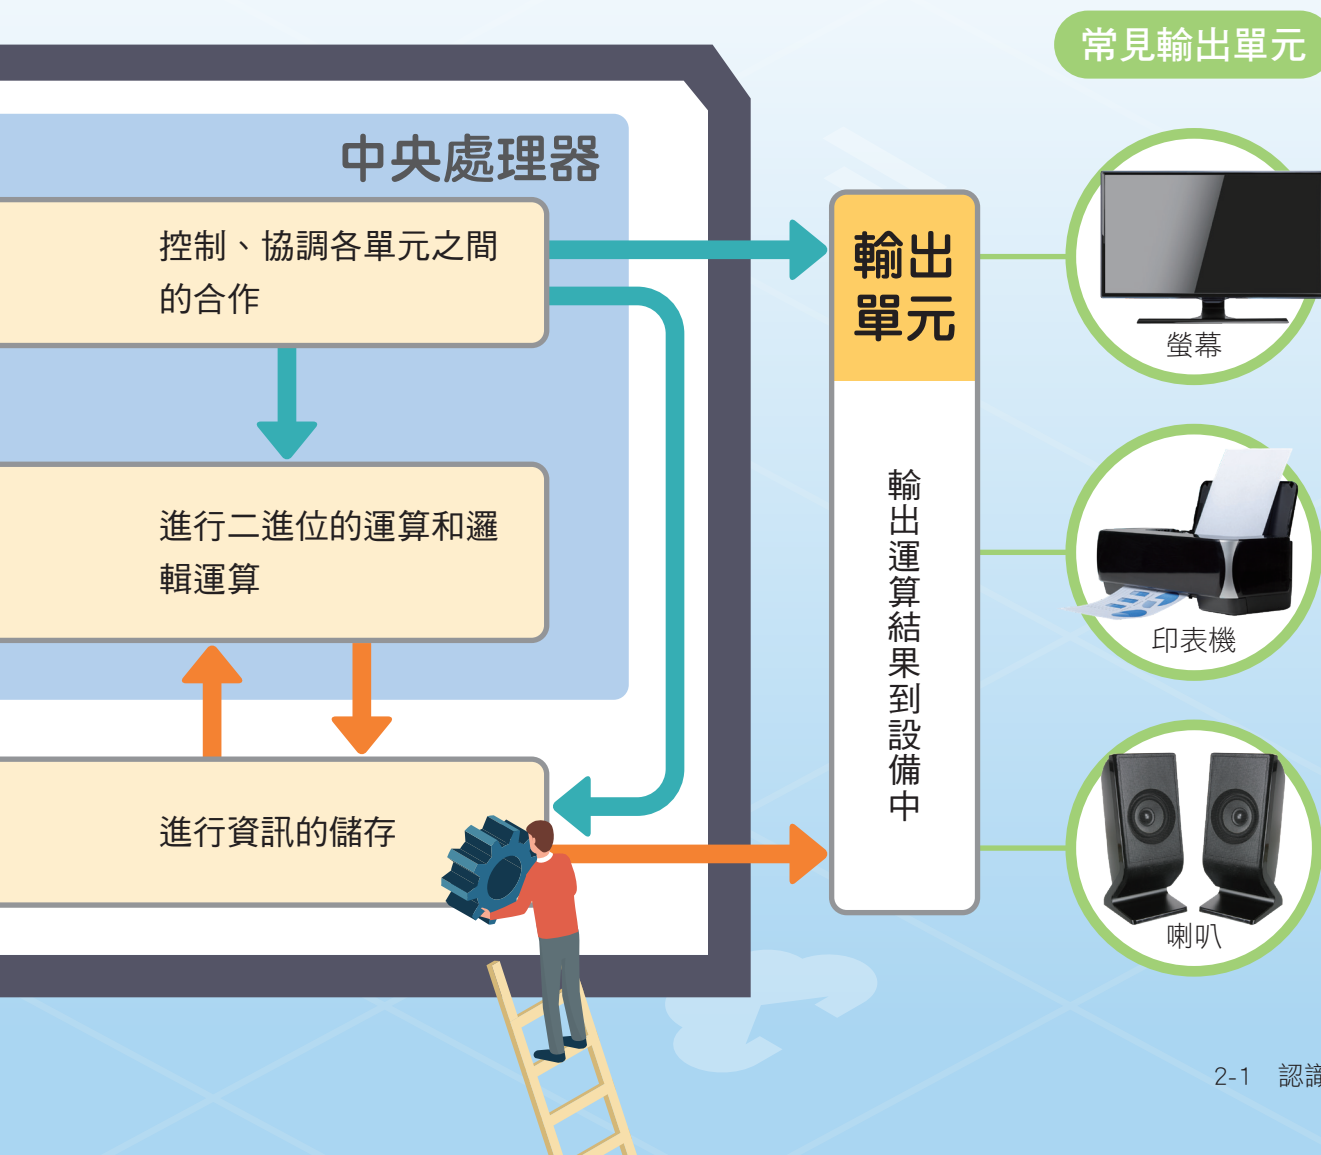 常見輸出單元
中央處理器
控制、協調各單元之間
的合作
進行二進位的運算和邏
輯運算
進行資訊的儲存
輸出
單元
輸出運算結果到設備中
螢幕
印表機
喇叭
2-1 認識